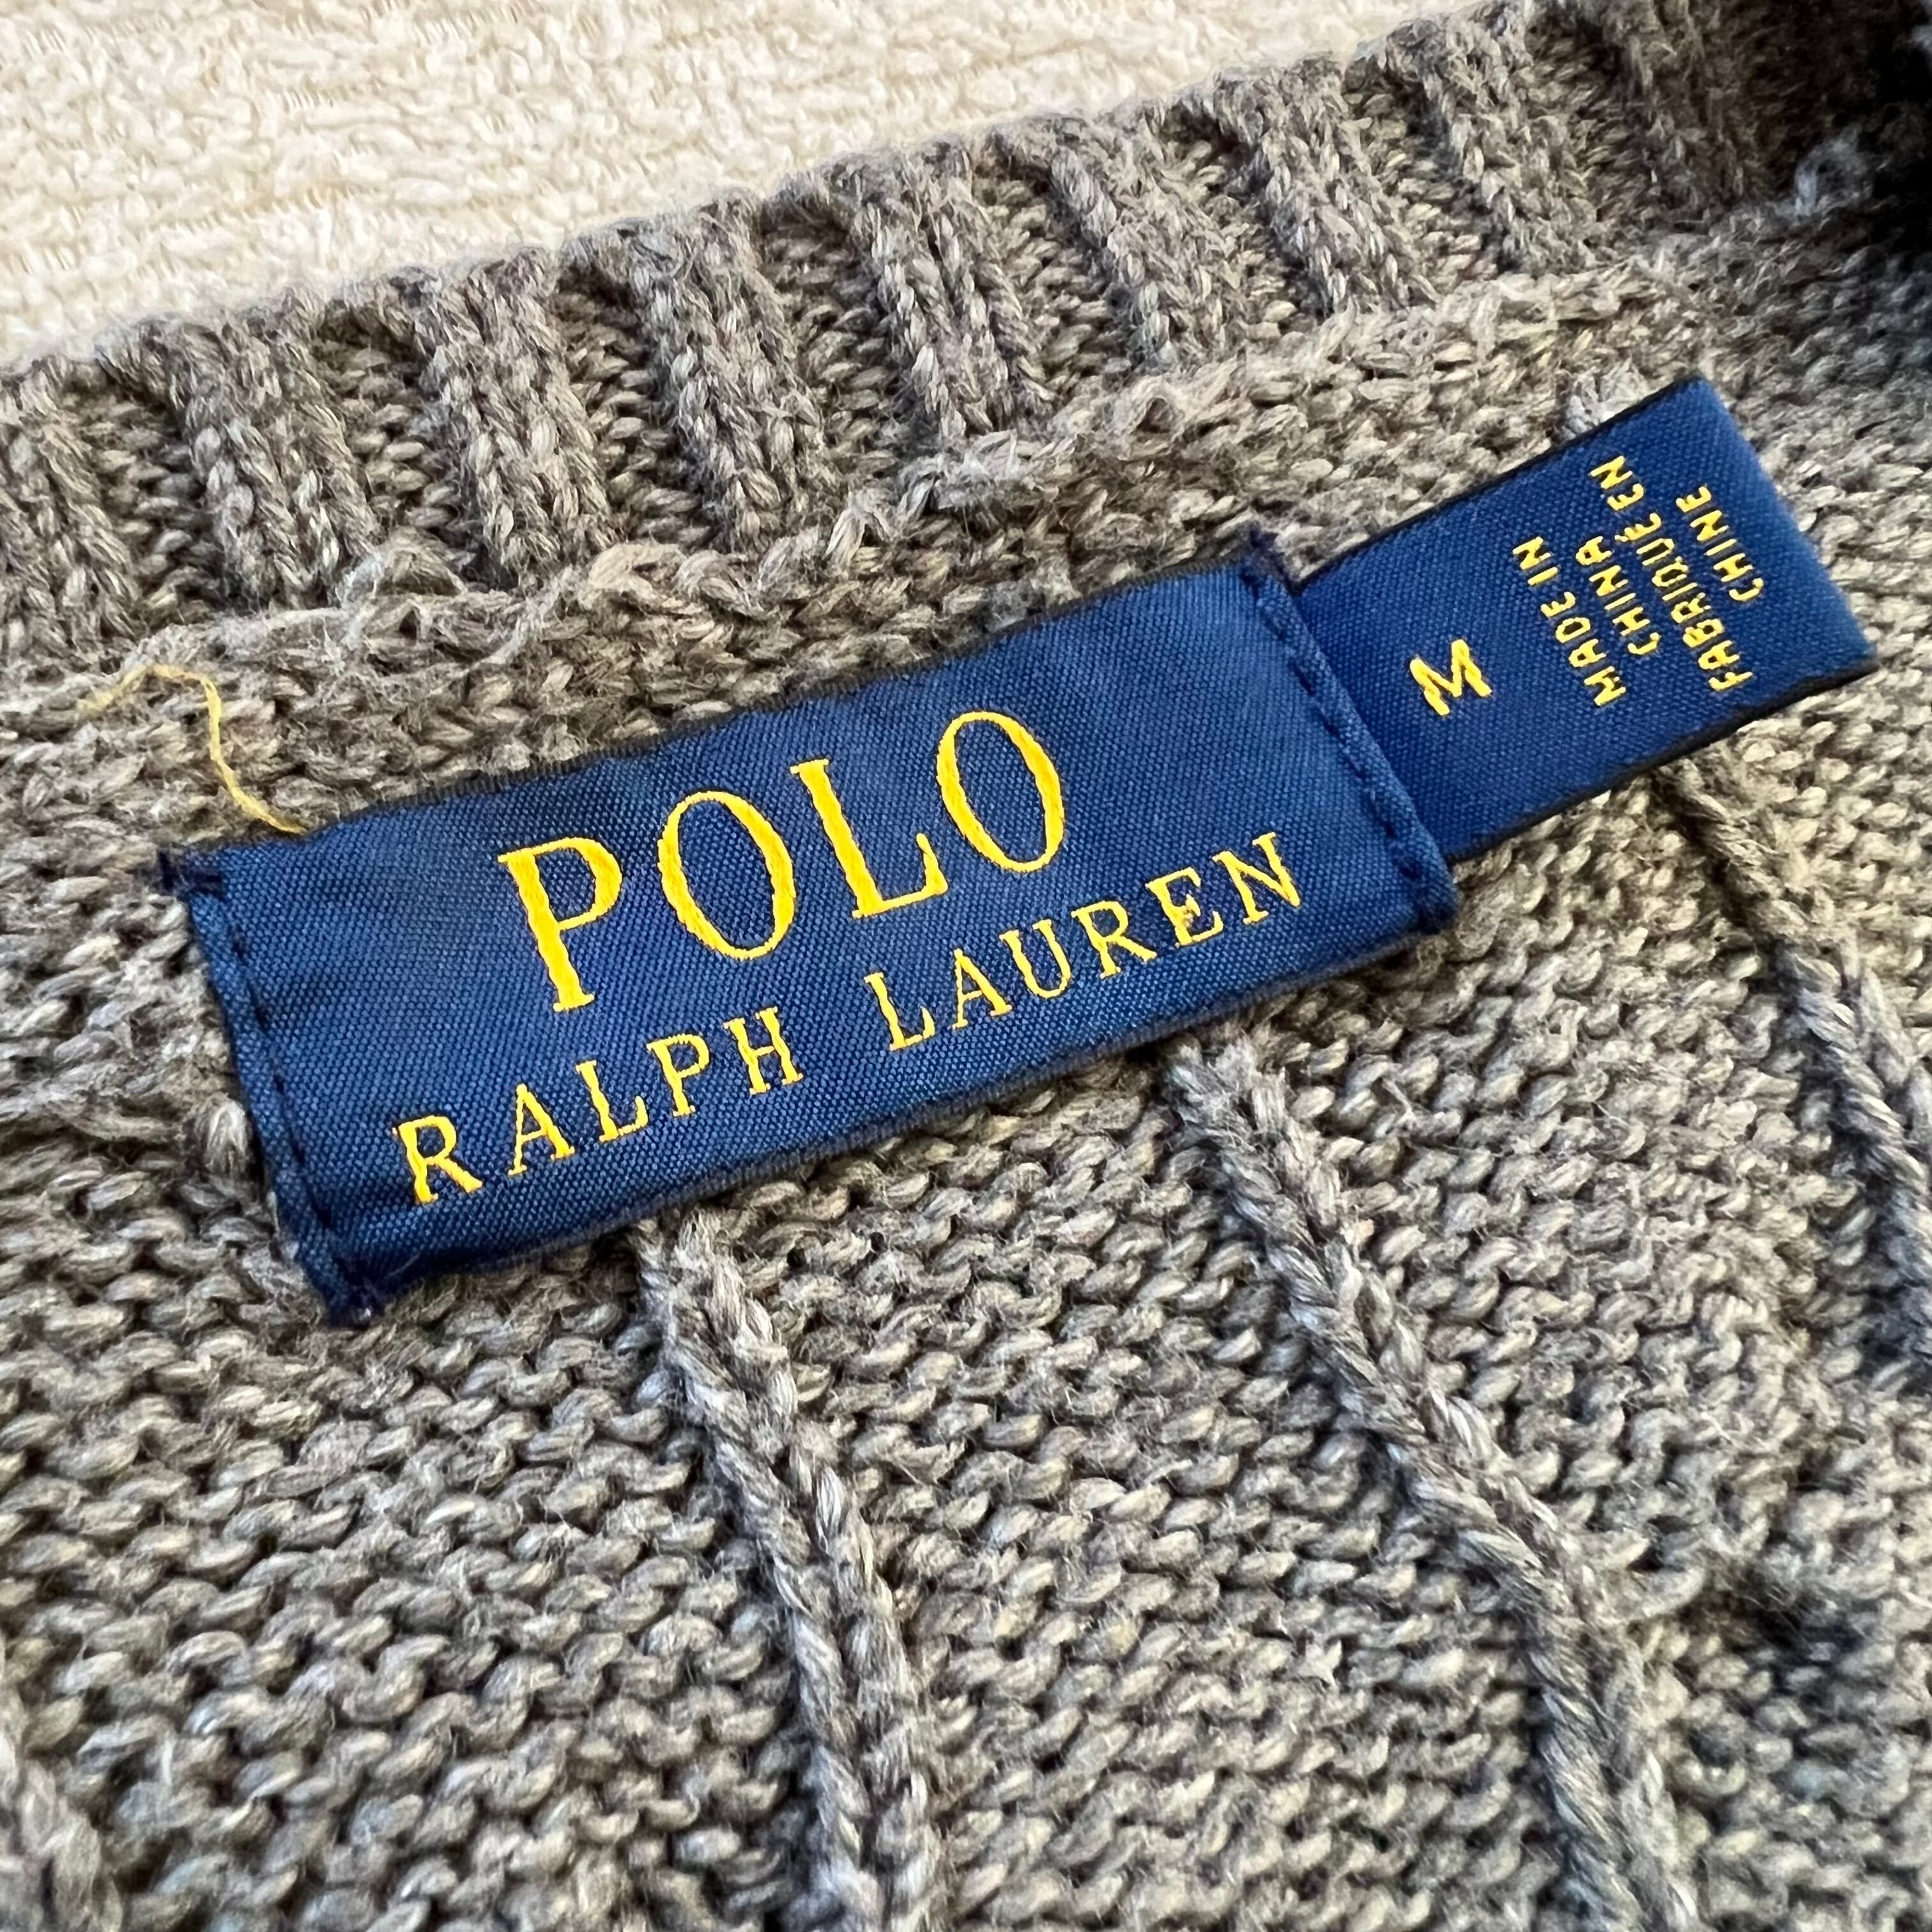 POLO
RALPH LAUREN
M
MADE IN
CHINA
FABRIQUÉ EN
CHINE